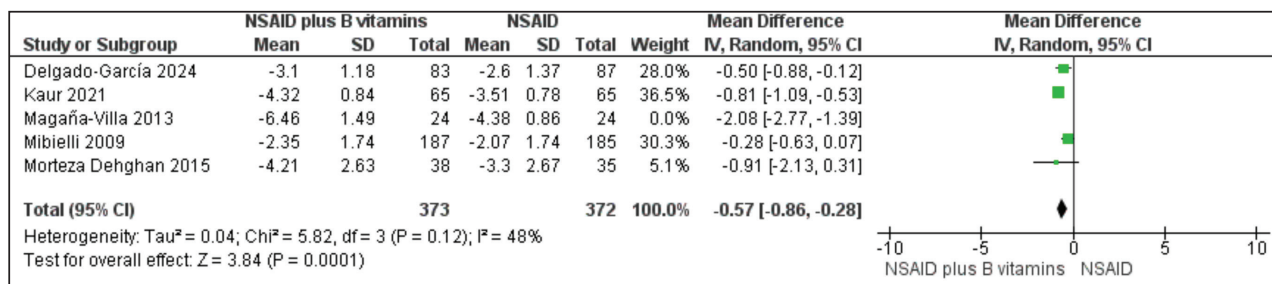 NSAID plus B vitamins NSAID Mean Difference Mean Difference
Study or Subgroup Mean SD Total Mean SD Total Weight IV, Random, 95% CI IV, Random, 95% CI
Delgado-García 2024 -3.1 1.18 83 -2.6 1.37 87 28.0% -0.50 [-0.88, -0.12]
Kaur 2021 -4.32 0.84 65 -3.51 0.78 65 36.5% -0.81 [-1.09, -0.53]
Magaña-Villa 2013 -6.46 1.49 24 -4.38 0.86 24 0.0% -2.08 [-2.77, -1.39]
Mibielli 2009 -2.35 1.74 187 -2.07 1.74 185 30.3% -0.28 [-0.63, 0.07]
Morteza Dehghan 2015 -4.21 2.63 38 -3.3 2.67 35 5.1% -0.91 [-2.13, 0.31]
Total (95% CI) 373 372 100.0% -0.57 [-0.86, -0.28]
Heterogeneity: Tau² = 0.04; Chi² = 5.82, df = 3 (P = 0.12); I² = 48%
Test for overall effect: Z = 3.84 (P = 0.0001)
-10 -5 0 5 10
NSAID plus B vitamins NSAID